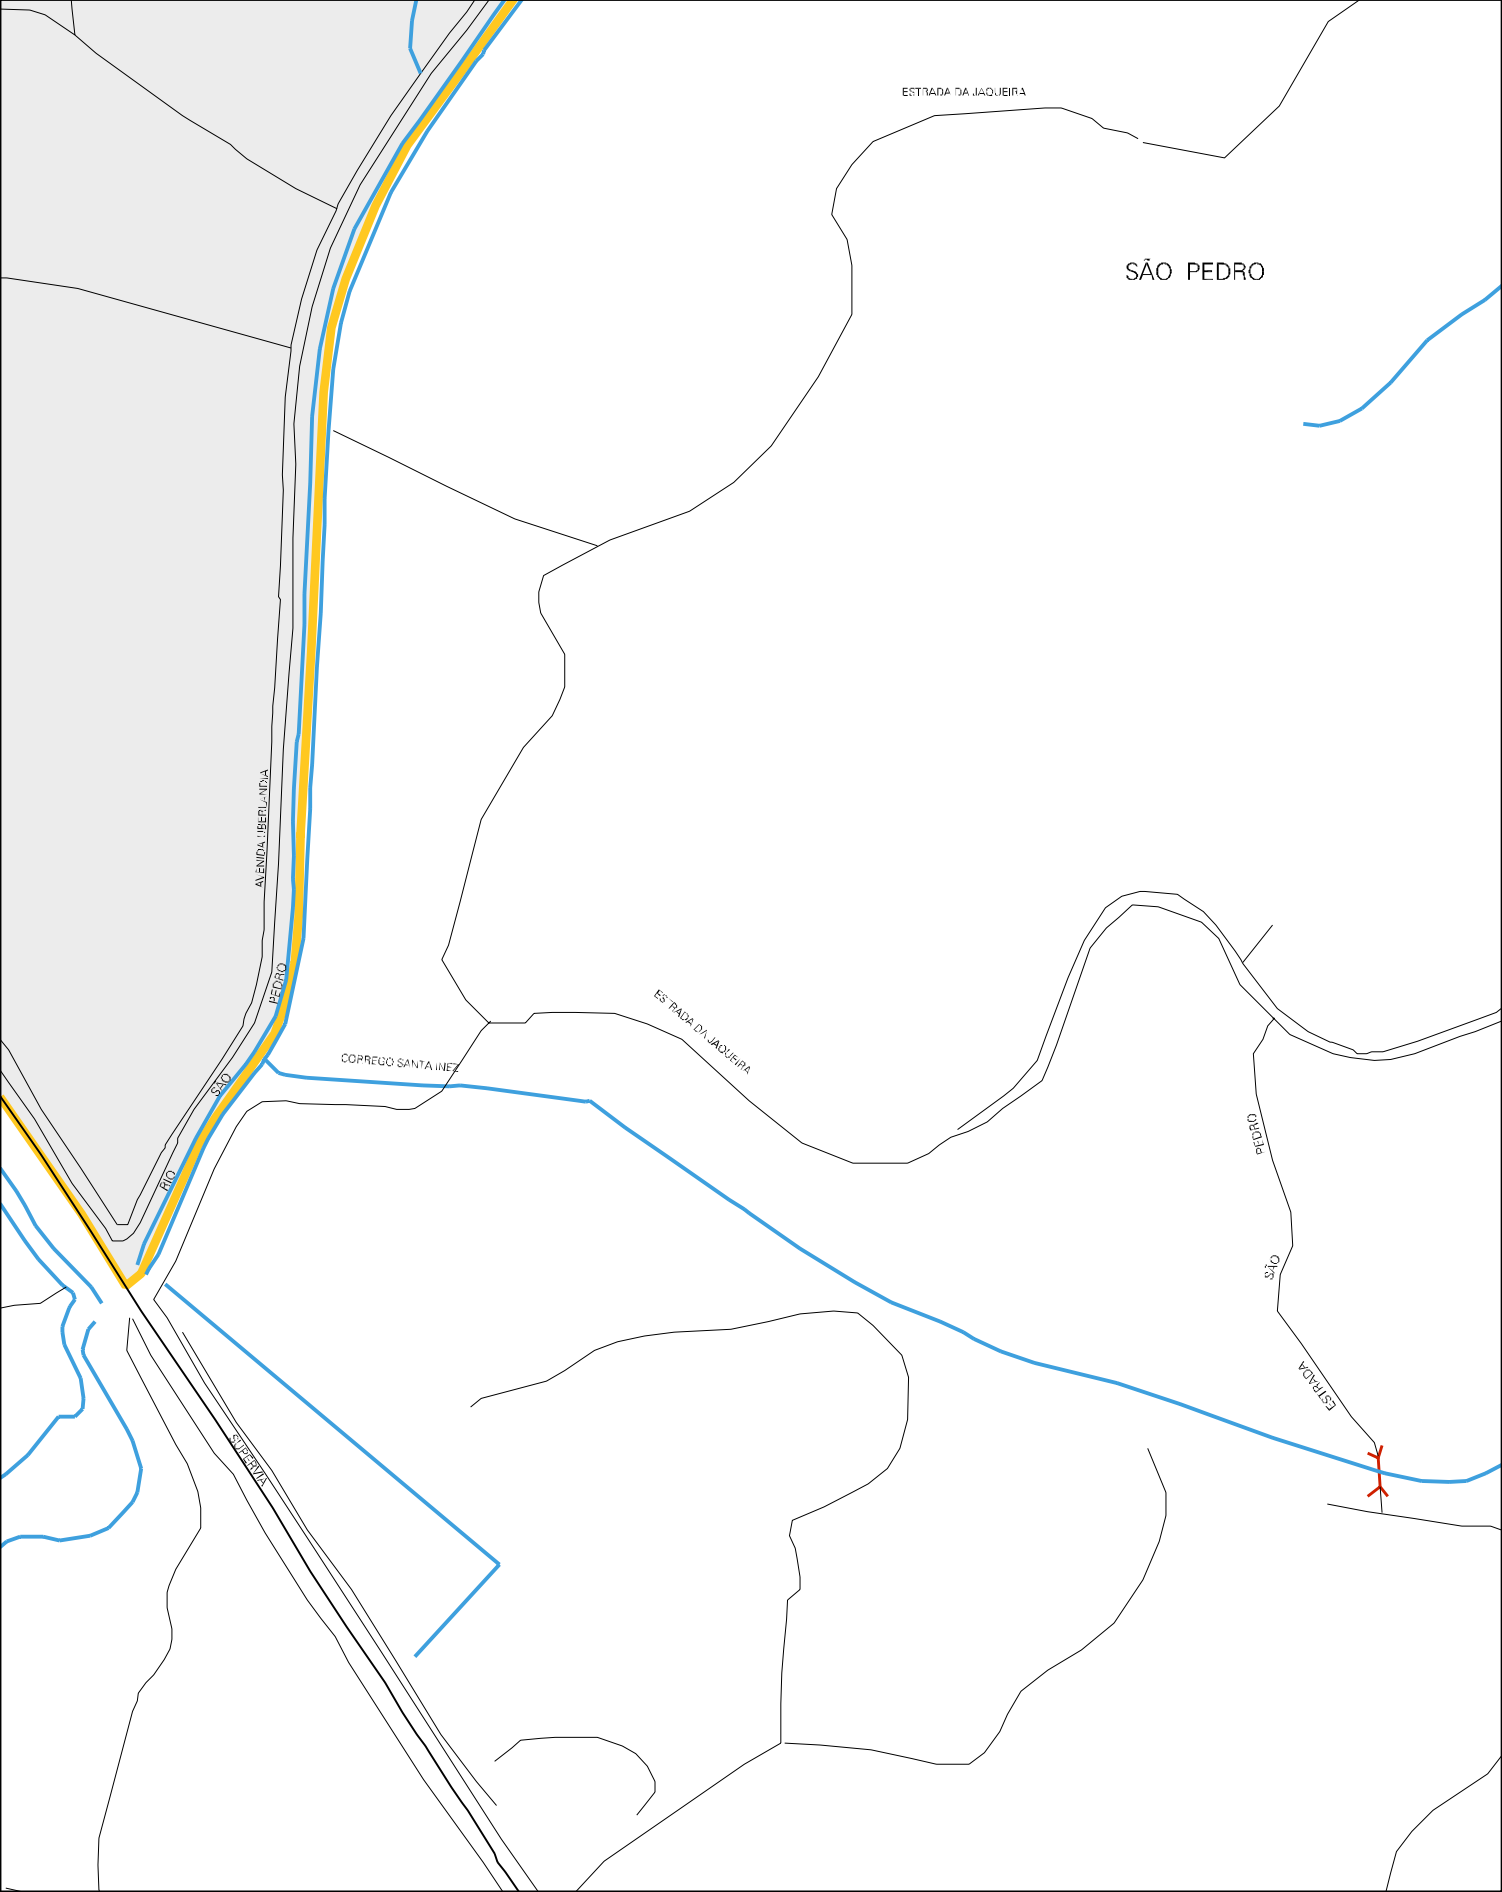 ESTRADA DA JAQUEIRA
SÃO PEDRO
AVENIDA UBERLANDIA
RIO SÃO PEDRO
ESTRADA DA JAQUEIRA
CORREGO SANTA INEZ
ESTRADA SÃO PEDRO
SUPERVIA